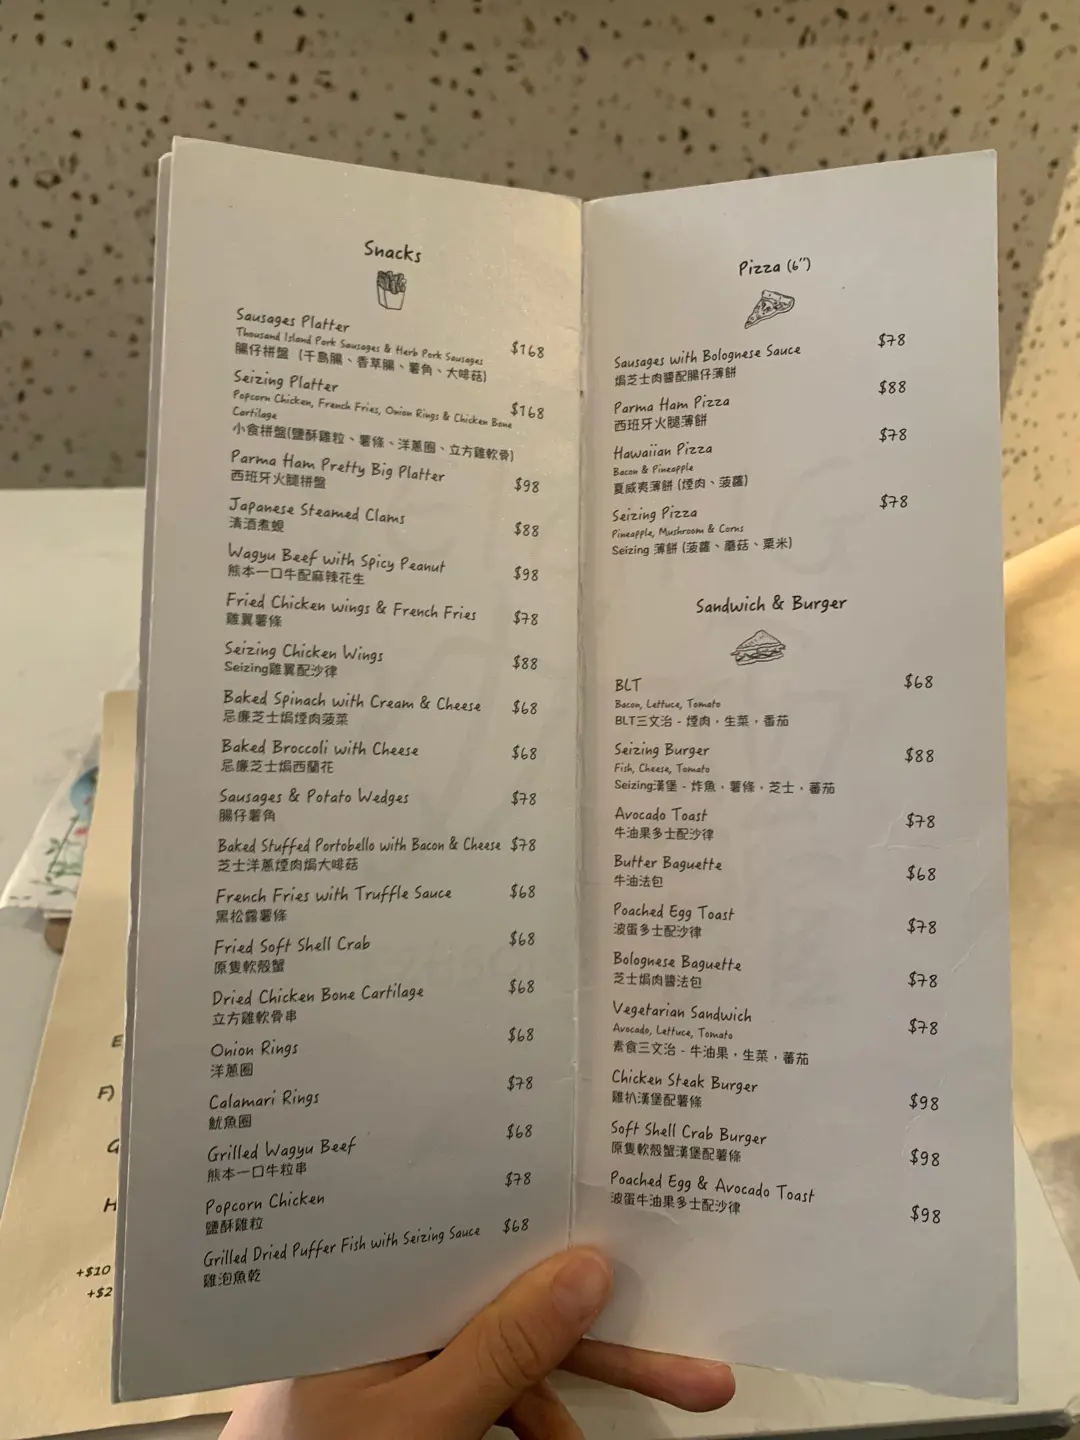 Snacks
Sausages Platter
Thousand Island Pork Sausages & Herb Pork Sausages
$168
腸仔拼盤 (千島腸、香草腸、薯角、大啡菇)
Seizing Platter
Popcorn Chicken, French Fries, Onion Rings & Chicken Bone
$168
Cartilage
小食拼盤(鹽酥雞粒、薯條、洋蔥圈、立方雞軟骨)
Parma Ham Pretty Big Platter
$98
西班牙火腿拼盤
Japanese Steamed Clams
$88
清酒煮蜆
Wagyu Beef with Spicy Peanut
$98
熊本一口牛配麻辣花生
Fried Chicken wings & French Fries
$78
雞翼薯條
Seizing Chicken Wings
$88
Seizing雞翼配沙律
Baked Spinach with Cream & Cheese
$68
忌廉芝士焗煙肉菠菜
Baked Broccoli with Cheese
$68
忌廉芝士焗西蘭花
Sausages & Potato Wedges
$78
腸仔薯角
Baked Stuffed Portobello with Bacon & Cheese
$78
芝士洋蔥煙肉焗大啡菇
French Fries with Truffle Sauce
$68
黑松露薯條
Fried Soft Shell Crab
$68
原隻軟殼蟹
Dried Chicken Bone Cartilage
$68
立方雞軟骨串
Onion Rings
$68
洋蔥圈
Calamari Rings
$78
魷魚圈
Grilled Wagyu Beef
$68
熊本一口牛粒串
Popcorn Chicken
$78
鹽酥雞粒
Grilled Dried Puffer Fish with Seizing Sauce
$68
雞泡魚乾
Pizza (6")
Sausages with Bolognese Sauce
$78
焗芝士肉醬配腸仔薄餅
Parma Ham Pizza
$88
西班牙火腿薄餅
Hawaiian Pizza
$78
Bacon & Pineapple
夏威夷薄餅 (煙肉、菠蘿)
Seizing Pizza
$78
Pineapple, Mushroom & Corns
Seizing 薄餅 (菠蘿、蘑菇、粟米)
Sandwich & Burger
BLT
$68
Bacon, Lettuce, Tomato
BLT三文治 - 煙肉，生菜，番茄
Seizing Burger
$88
Fish, Cheese, Tomato
Seizing漢堡 - 炸魚，薯條，芝士，蕃茄
Avocado Toast
$78
牛油果多士配沙律
Butter Baguette
$68
牛油法包
Poached Egg Toast
$78
波蛋多士配沙律
Bolognese Baguette
$78
芝士焗肉醬法包
Vegetarian Sandwich
$78
Avocado, Lettuce, Tomato
素食三文治 - 牛油果，生菜，蕃茄
Chicken Steak Burger
$98
雞扒漢堡配薯條
Soft Shell Crab Burger
$98
原隻軟殼蟹漢堡配薯條
Poached Egg & Avocado Toast
$98
波蛋牛油果多士配沙律
E
F)
G
H
+$10
+$2